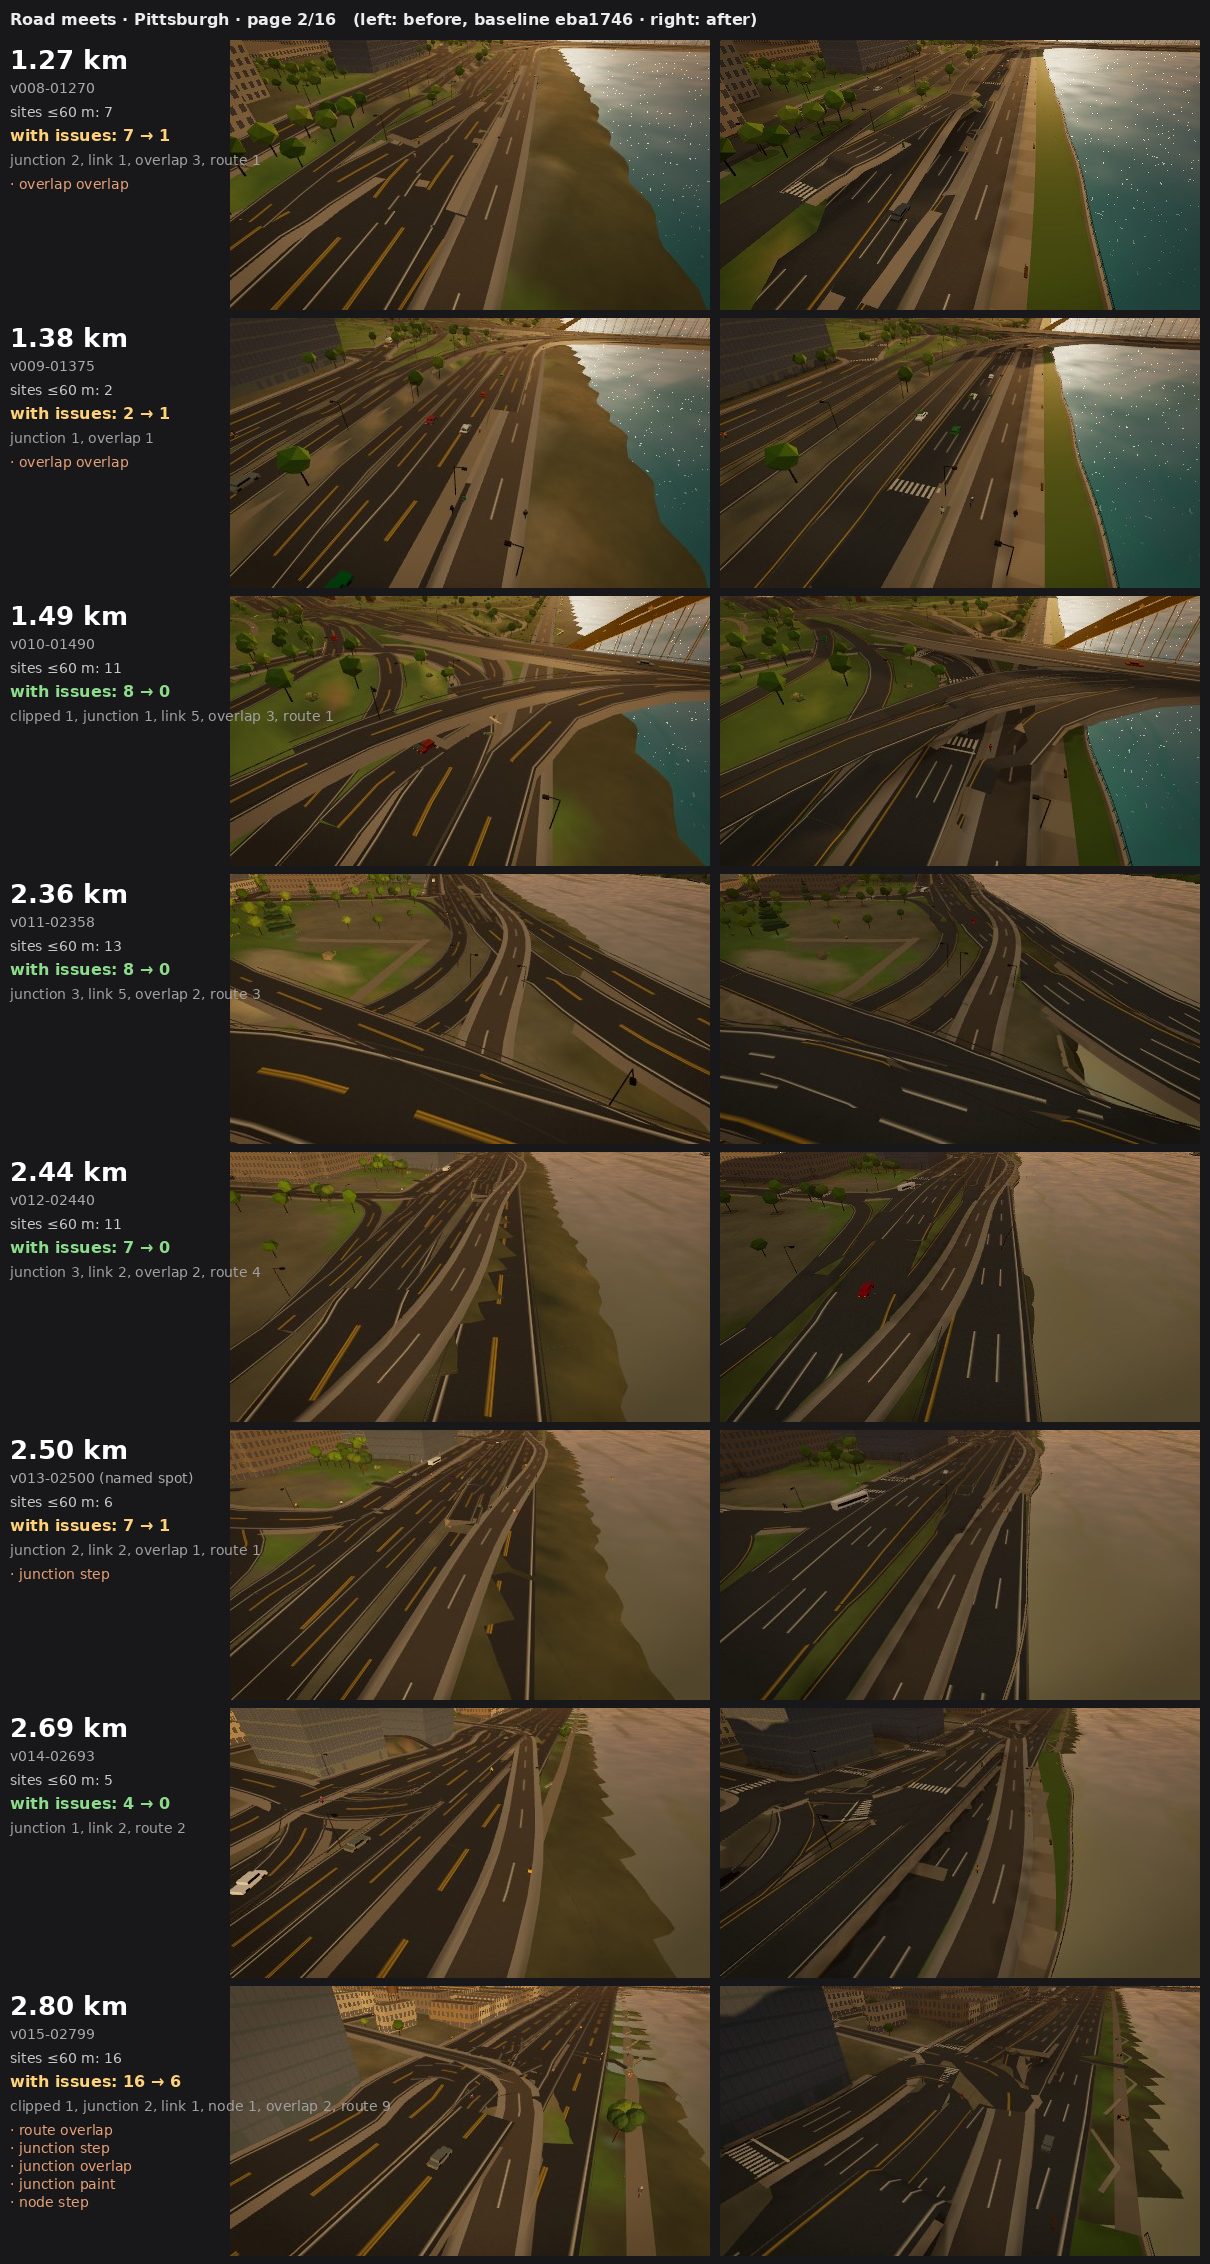 Road meets · Pittsburgh · page 2/16 (left: before, baseline eba1746 · right: after)
1.27 km
v008-01270
sites ≤60 m: 7
with issues: 7 → 1
junction 2, link 1, overlap 3, route 1
· overlap overlap
1.38 km
v009-01375
sites ≤60 m: 2
with issues: 2 → 1
junction 1, overlap 1
· overlap overlap
1.49 km
v010-01490
sites ≤60 m: 11
with issues: 8 → 0
clipped 1, junction 1, link 5, overlap 3, route 1
2.36 km
v011-02358
sites ≤60 m: 13
with issues: 8 → 0
junction 3, link 5, overlap 2, route 3
2.44 km
v012-02440
sites ≤60 m: 11
with issues: 7 → 0
junction 3, link 2, overlap 2, route 4
2.50 km
v013-02500 (named spot)
sites ≤60 m: 6
with issues: 7 → 1
junction 2, link 2, overlap 1, route 1
· junction step
2.69 km
v014-02693
sites ≤60 m: 5
with issues: 4 → 0
junction 1, link 2, route 2
2.80 km
v015-02799
sites ≤60 m: 16
with issues: 16 → 6
clipped 1, junction 2, link 1, node 1, overlap 2, route 9
· route overlap
· junction step
· junction overlap
· junction paint
· node step